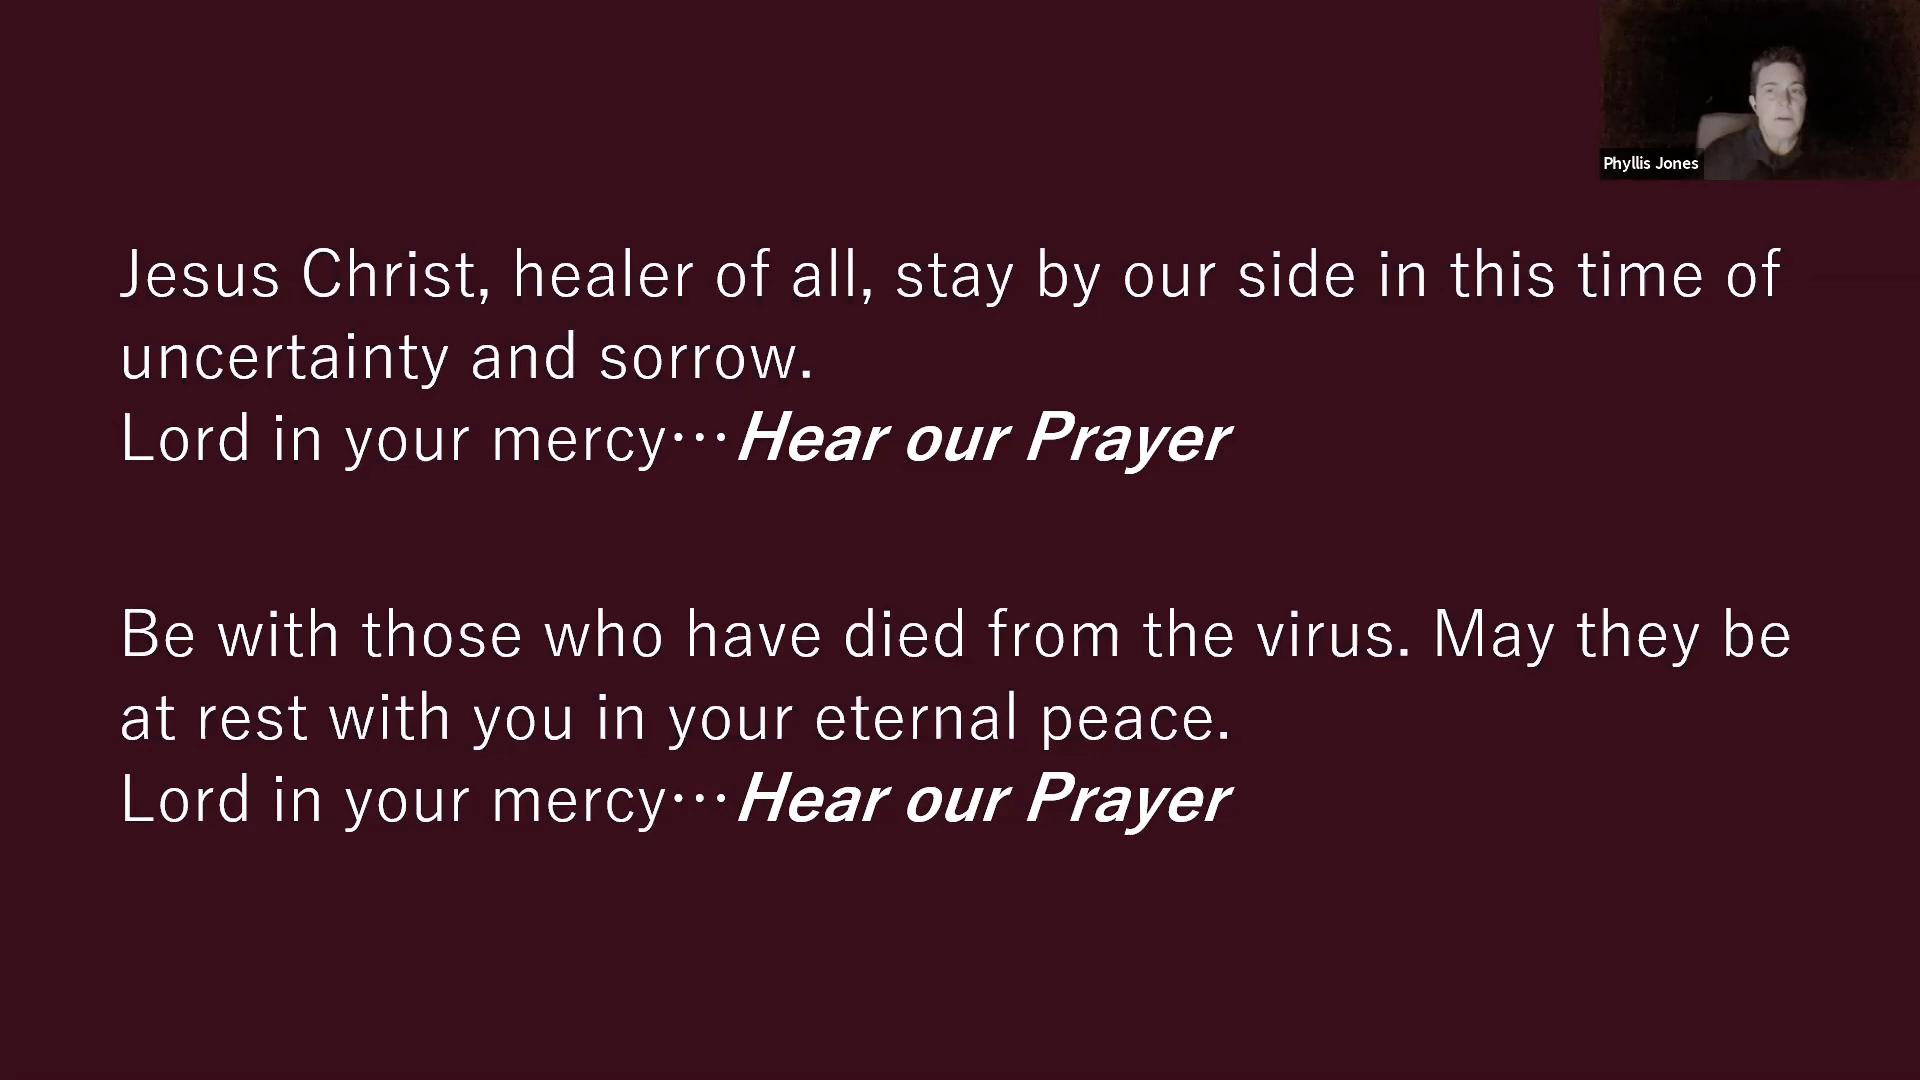 Phyllis Jones
Jesus Christ, healer of all, stay by our side in this time of
uncertainty and sorrow.
Lord in your mercy⋯Hear our Prayer
Be with those who have died from the virus. May they be
at rest with you in your eternal peace.
Lord in your mercy⋯Hear our Prayer